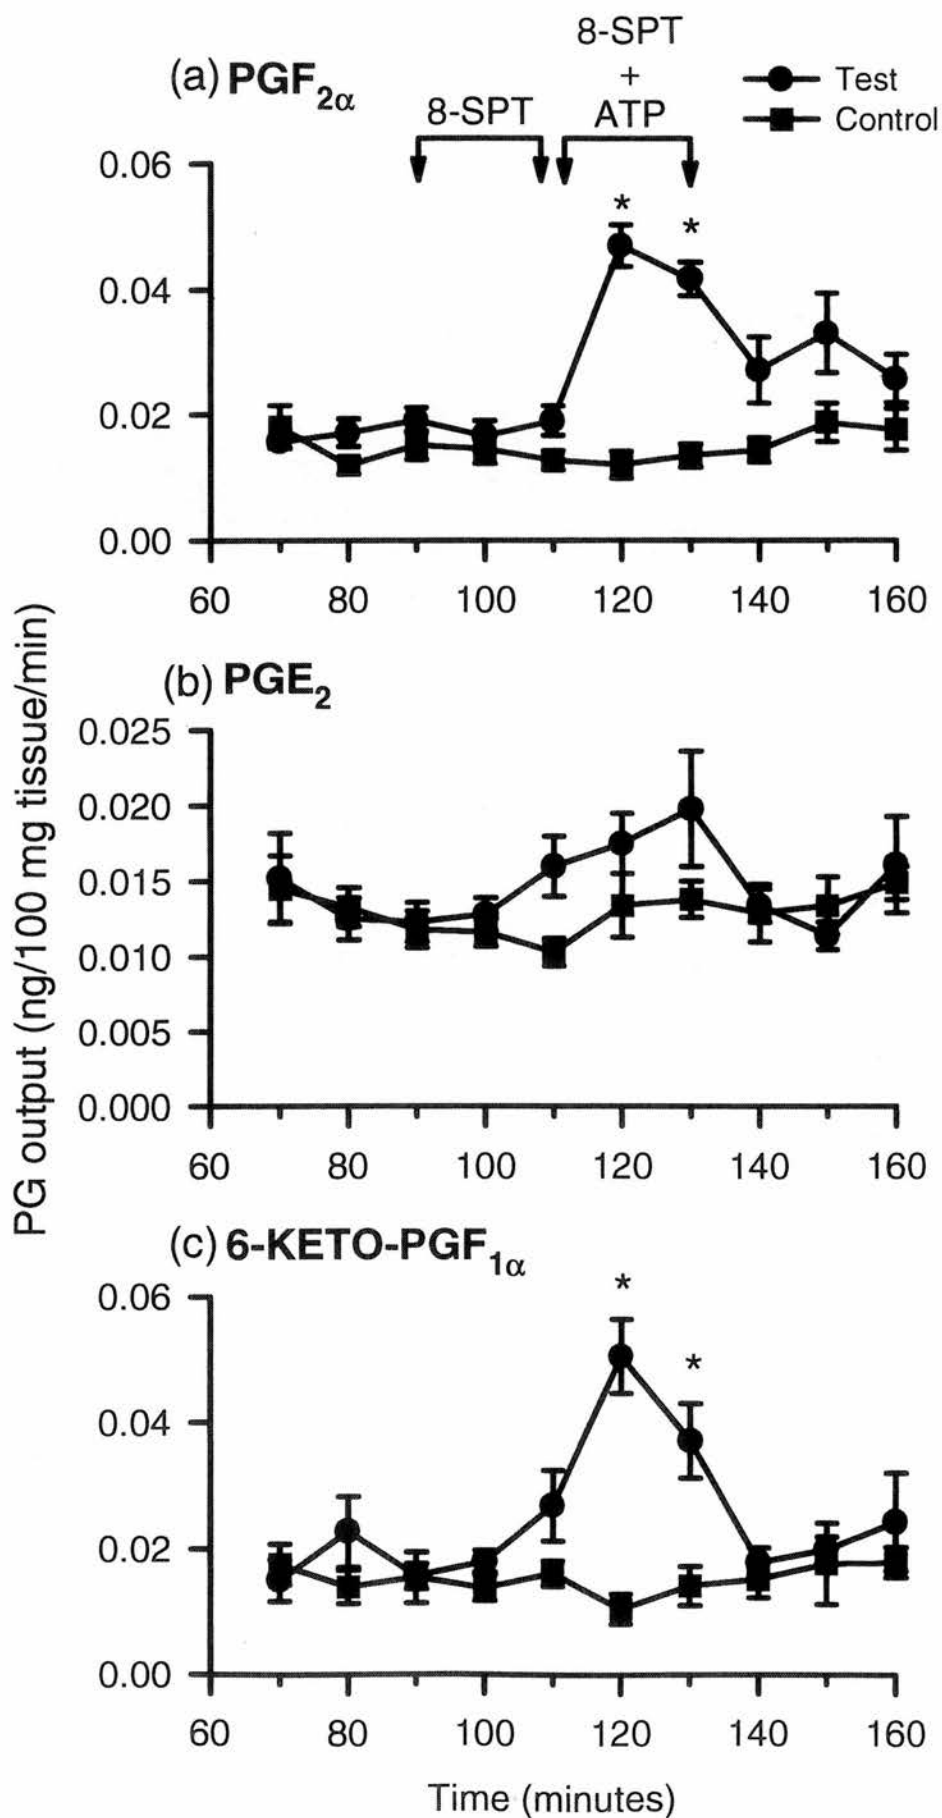 8-SPT
(a) PGF2α
+
Test
8-SPT
ATP
Control
0.06
*
*
0.04
0.02
0.00
60 80 100 120 140 160
PG output (ng/100 mg tissue/min)
(b) PGE2
0.025
0.020
0.015
0.010
0.005
0.000
60 80 100 120 140 160
(c) 6-KETO-PGF1α
*
0.06
*
0.04
0.02
0.00
60 80 100 120 140 160
Time (minutes)